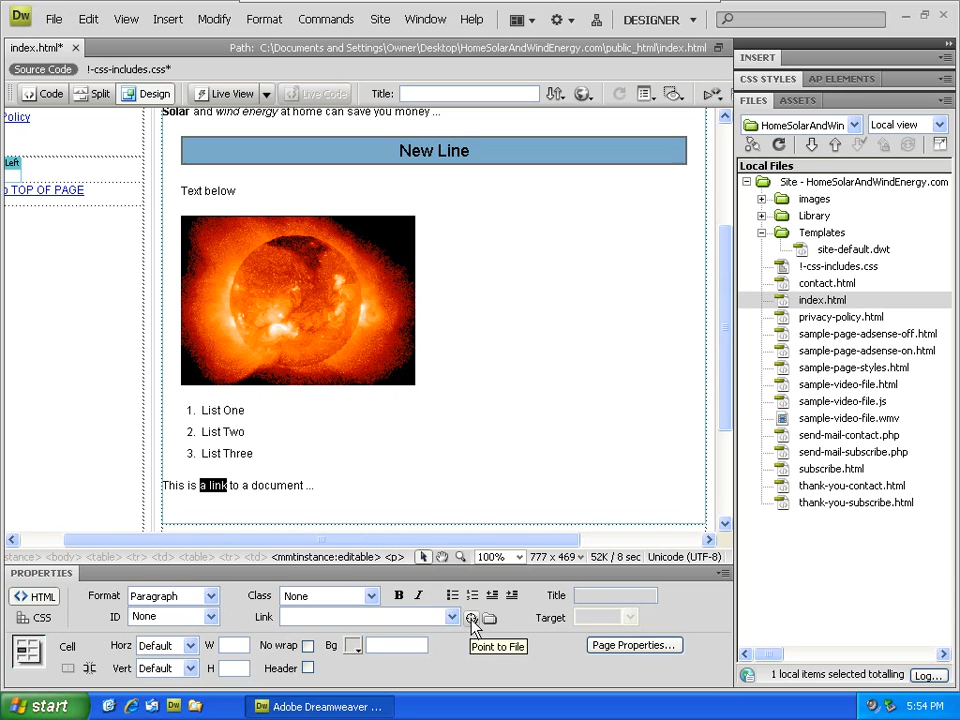 Dw File Edit View Insert Modify Format Commands Site Window Help DESIGNER
index.html* Path: C:\Documents and Settings\Owner\Desktop\HomeSolarAndWindEnergy.com\public_html\index.html
Source Code !-css-includes.css*
Code Split Design Live View Live Code Title:
Solar and wind energy at home can save you money ...
Policy
New Line
Left
TOP OF PAGE
Text below
1. List One
2. List Two
3. List Three
This is a link to a document ...
<body> <table> <tr> <td> <table> <tr> <td> <mmtinstance:editable> <p> 100% 777 x 469 52K / 8 sec Unicode (UTF-8)
PROPERTIES
HTML Format Paragraph Class None B I Title
CSS ID None Link Target
Point to File
Cell Horz Default W No wrap Bg Page Properties...
Vert Default H Header
INSERT
CSS STYLES AP ELEMENTS
FILES ASSETS
HomeSolarAndWin Local view
Local Files
Site - HomeSolarAndWindEnergy.com
images
Library
Templates
site-default.dwt
!-css-includes.css
contact.html
index.html
privacy-policy.html
sample-page-adsense-off.html
sample-page-adsense-on.html
sample-page-styles.html
sample-video-file.html
sample-video-file.js
sample-video-file.wmv
send-mail-contact.php
send-mail-subscribe.php
subscribe.html
thank-you-contact.html
thank-you-subscribe.html
1 local items selected totalling Log...
start Dw Dw Adobe Dreamweaver ... 5:54 PM